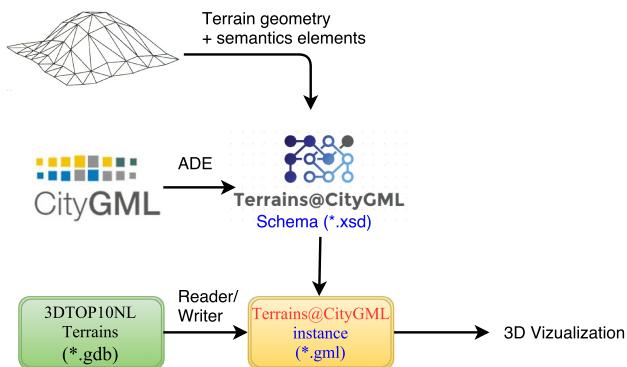 Terrain geometry
+ semantics elements
ADE
CityGML
Terrains@CityGML
Schema (*.xsd)
3DTOP10NL
Terrains
(*.gdb)
Reader/
Writer
Terrains@CityGML
instance
(*.gml)
3D Vizualization